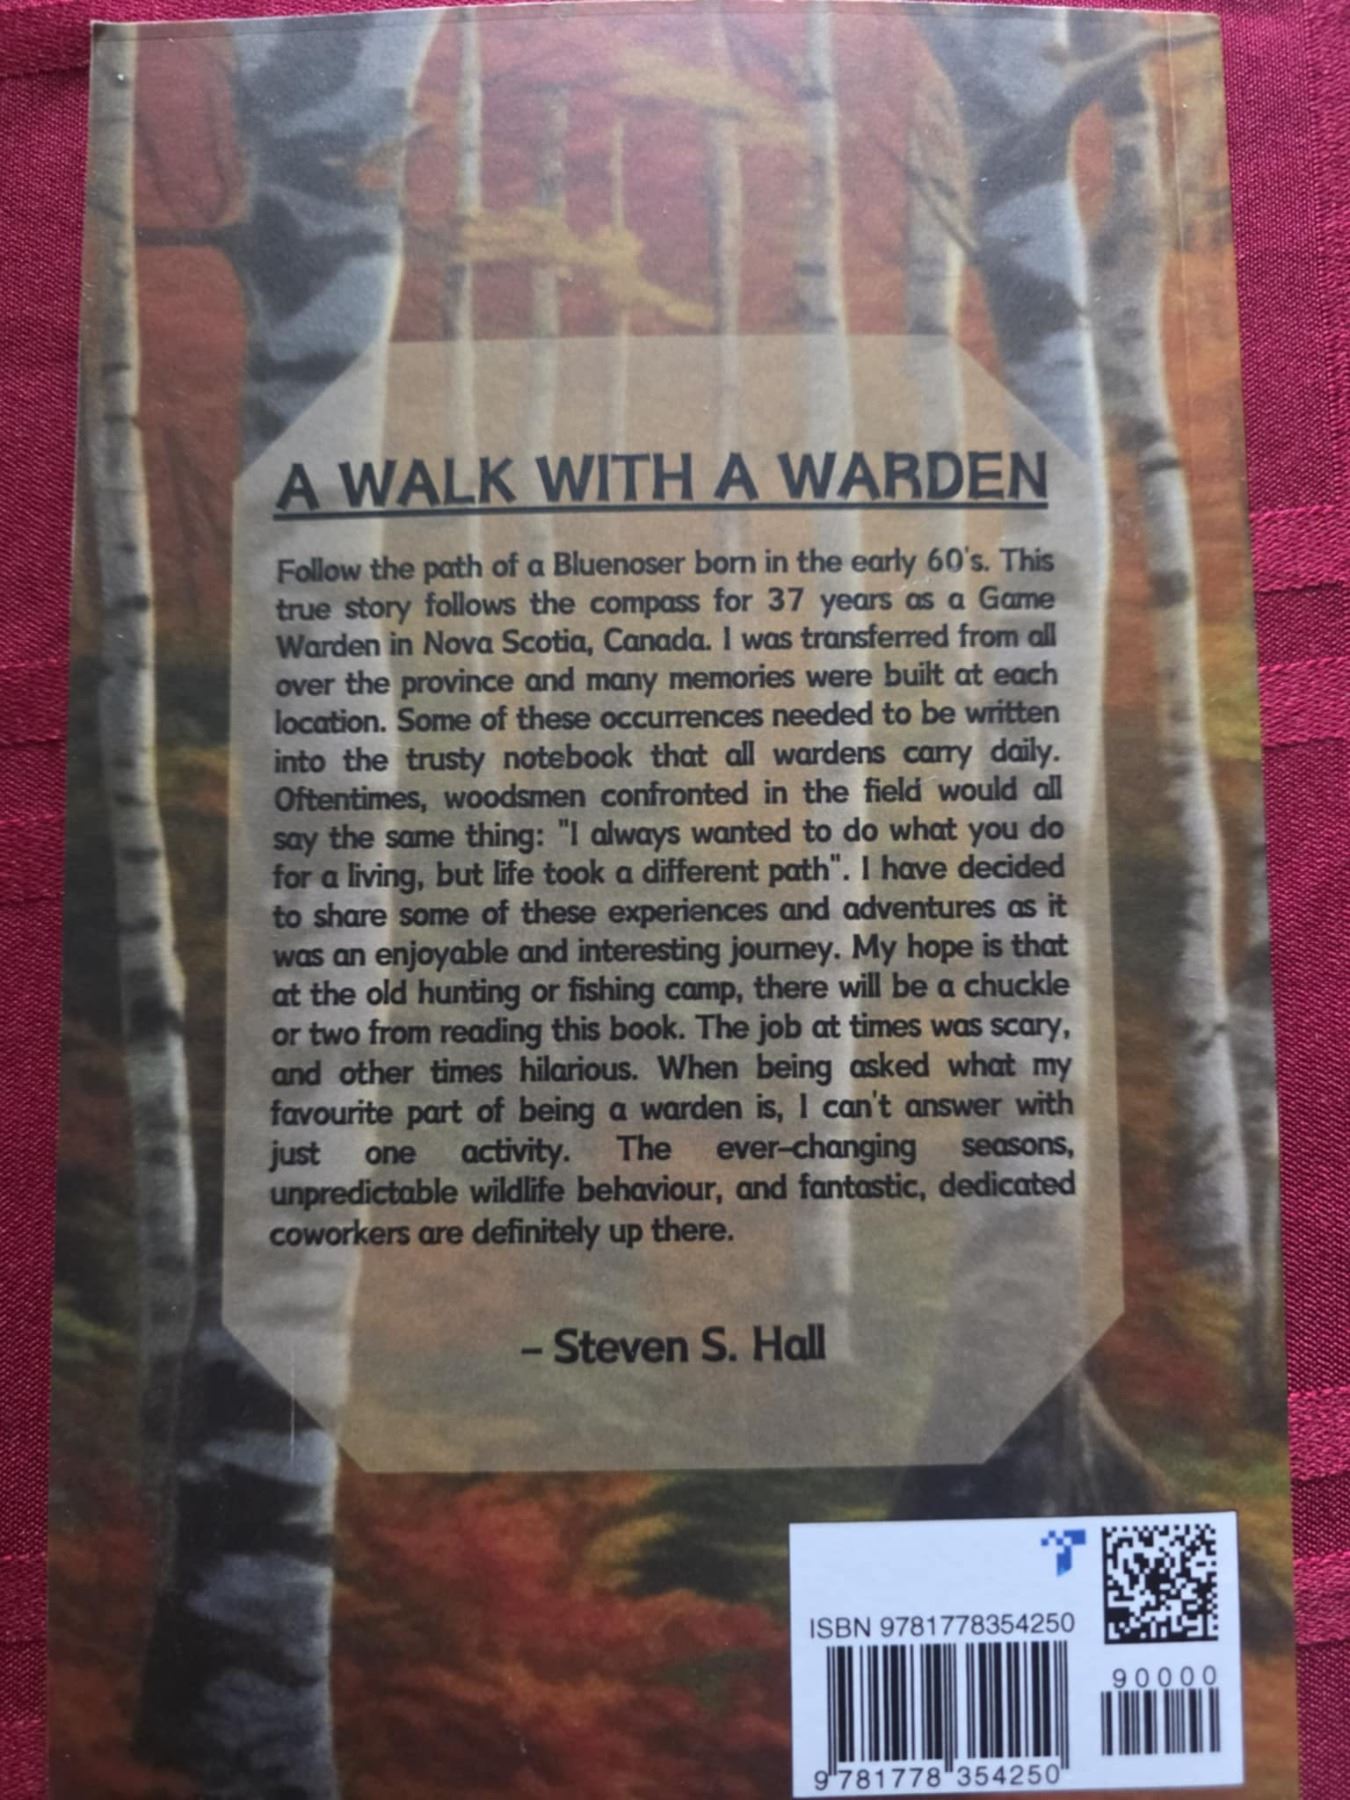 A WALK WITH A WARDEN
Follow the path of a Bluenoser born in the early 60's. This
true story follows the compass for 37 years as a Game
Warden in Nova Scotia, Canada. I was transferred from all
over the province and many memories were built at each
location. Some of these occurrences needed to be written
into the trusty notebook that all wardens carry daily.
Oftentimes, woodsmen confronted in the field would all
say the same thing: "I always wanted to do what you do
for a living, but life took a different path". I have decided
to share some of these experiences and adventures as it
was an enjoyable and interesting journey. My hope is that
at the old hunting or fishing camp, there will be a chuckle
or two from reading this book. The job at times was scary,
and other times hilarious. When being asked what my
favourite part of being a warden is, I can't answer with
just one activity. The ever-changing seasons,
unpredictable wildlife behaviour, and fantastic, dedicated
coworkers are definitely up there.
– Steven S. Hall
ISBN 9781778354250
90000
9 781778 354250